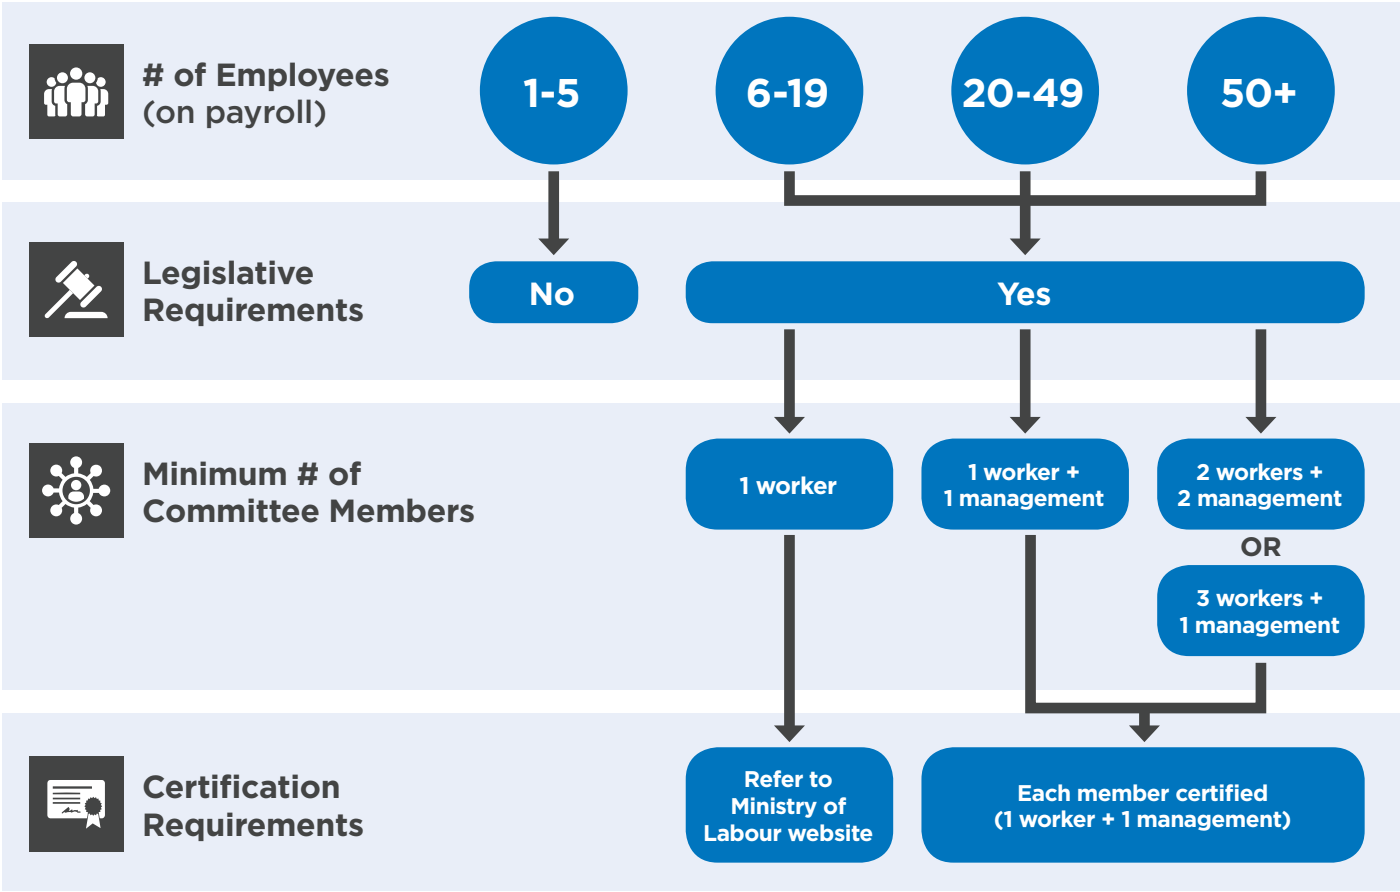 # of Employees
(on payroll)
1-5
6-19
20-49
50+
Legislative
Requirements
No
Yes
Minimum # of
Committee Members
1 worker
1 worker +
1 management
2 workers +
2 management
OR
3 workers +
1 management
Certification
Requirements
Refer to
Ministry of
Labour website
Each member certified
(1 worker + 1 management)